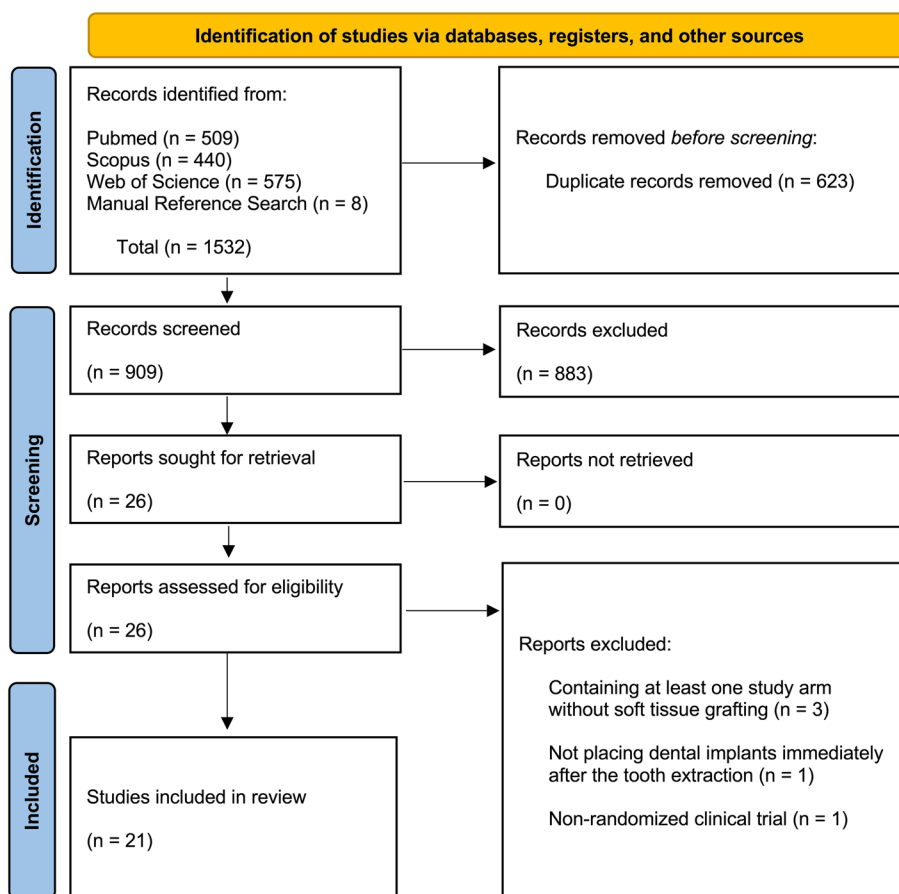 Identification of studies via databases, registers, and other sources
Identification
Records identified from:
Pubmed (n = 509)
Scopus (n = 440)
Web of Science (n = 575)
Manual Reference Search (n = 8)
Total (n = 1532)
Records removed before screening:
Duplicate records removed (n = 623)
Screening
Records screened
(n = 909)
Records excluded
(n = 883)
Reports sought for retrieval
(n = 26)
Reports not retrieved
(n = 0)
Reports assessed for eligibility
(n = 26)
Reports excluded:
Containing at least one study arm
without soft tissue grafting (n = 3)
Not placing dental implants immediately
after the tooth extraction (n = 1)
Non-randomized clinical trial (n = 1)
Included
Studies included in review
(n = 21)